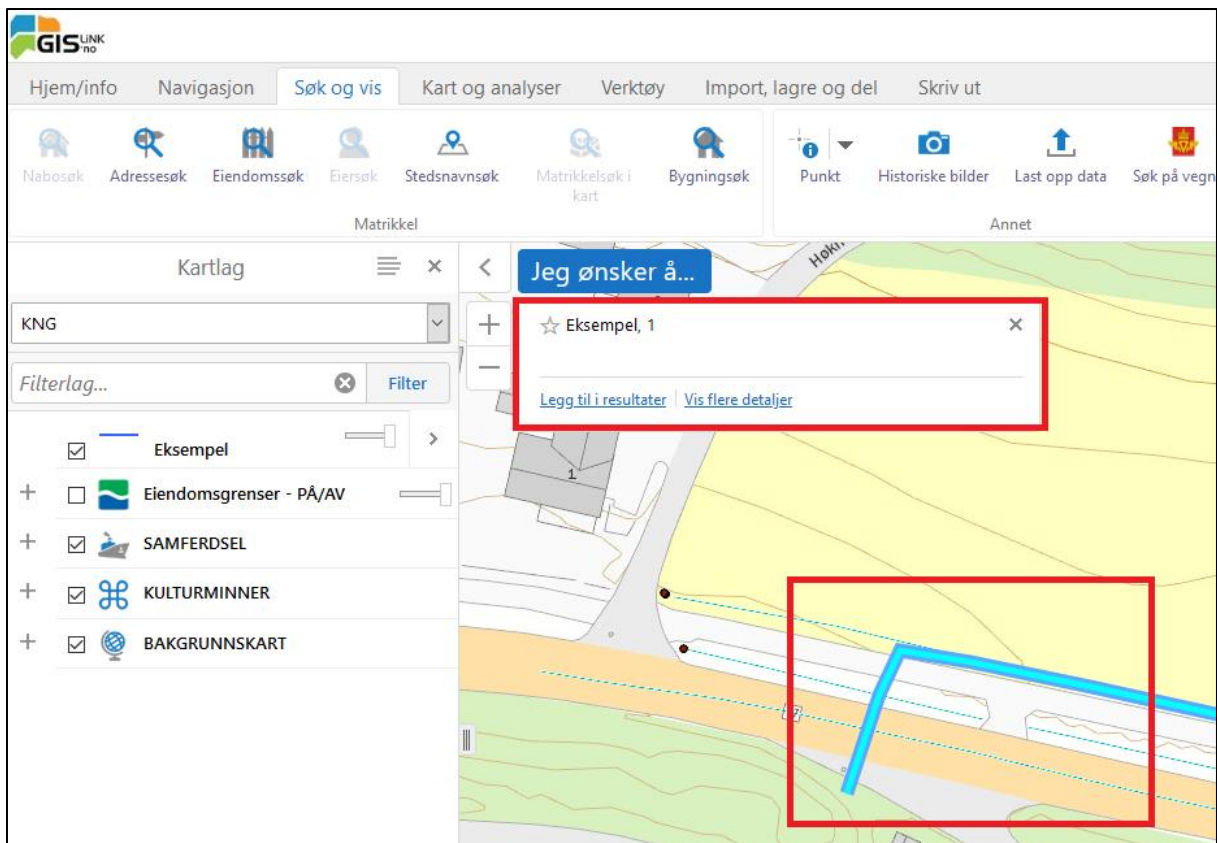 GIS LINK .no
Hjem/info Navigasjon Søk og vis Kart og analyser Verktøy Import, lagre og del Skriv ut
Nabosøk Adressesøk Eiendomssøk Eiersøk Stedsnavnsøk Matrikkelsøk i kart Bygningsøk Punkt Historiske bilder Last opp data Søk på vegn
Matrikkel Annet
Kartlag
Jeg ønsker å...
KNG
Eksempel, 1
Filterlag... Filter
Legg til i resultater Vis flere detaljer
Eksempel
1
Eiendomsgrenser - PÅ/AV
SAMFERDSEL
KULTURMINNER
BAKGRUNNSKART